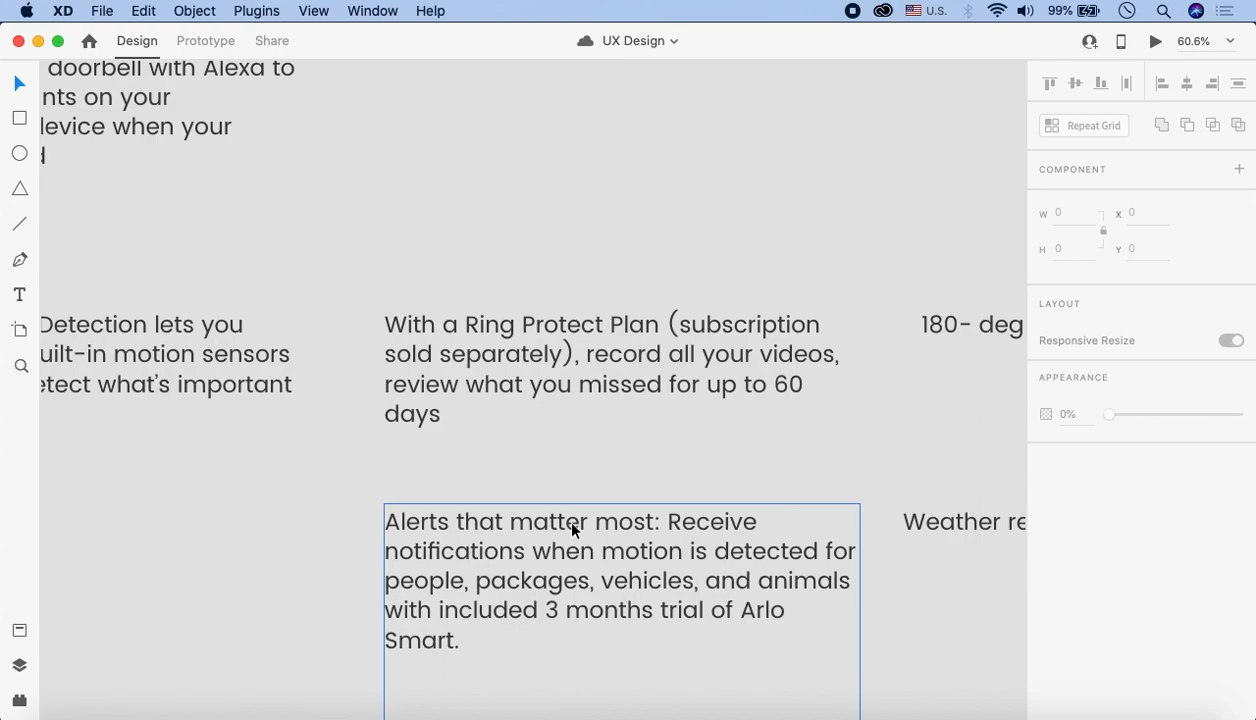 XD File Edit Object Plugins View Window Help U.S. 99%
Design Prototype Share UX Design 60.6%
doorbell with Alexa to
nts on your
levice when your
Repeat Grid
COMPONENT
W 0 X 0
H 0 Y 0
LAYOUT
Responsive Resize
APPEARANCE
0%
Detection lets you
uilt-in motion sensors
etect what's important
With a Ring Protect Plan (subscription
sold separately), record all your videos,
review what you missed for up to 60
days
180- deg
Alerts that matter most: Receive
notifications when motion is detected for
people, packages, vehicles, and animals
with included 3 months trial of Arlo
Smart.
Weather re